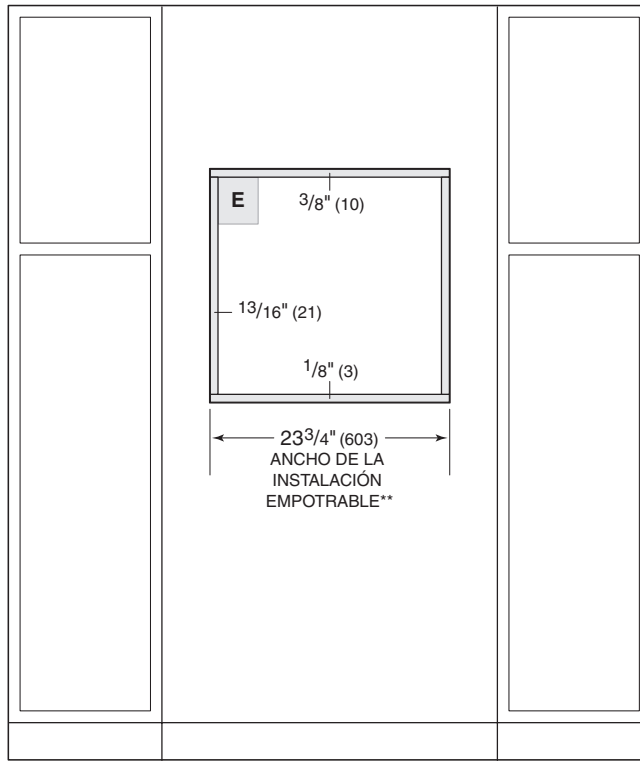 E
3/8" (10)
13/16" (21)
1/8" (3)
23 3/4" (603)
ANCHO DE LA
INSTALACIÓN
EMPOTRABLE**